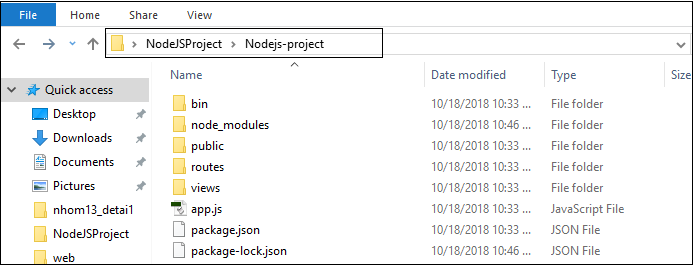 File Home Share View
NodeJSProject > Nodejs-project
Name Date modified Type Size
Quick access
Desktop
Downloads
Documents
Pictures
nhom13_detai1
NodeJSProject
web
bin 10/18/2018 10:33 ... File folder
node_modules 10/18/2018 10:46 ... File folder
public 10/18/2018 10:33 ... File folder
routes 10/18/2018 10:33 ... File folder
views 10/18/2018 10:33 ... File folder
app.js 10/18/2018 10:33 ... JavaScript File
package.json 10/18/2018 10:33 ... JSON File
package-lock.json 10/18/2018 10:46 ... JSON File